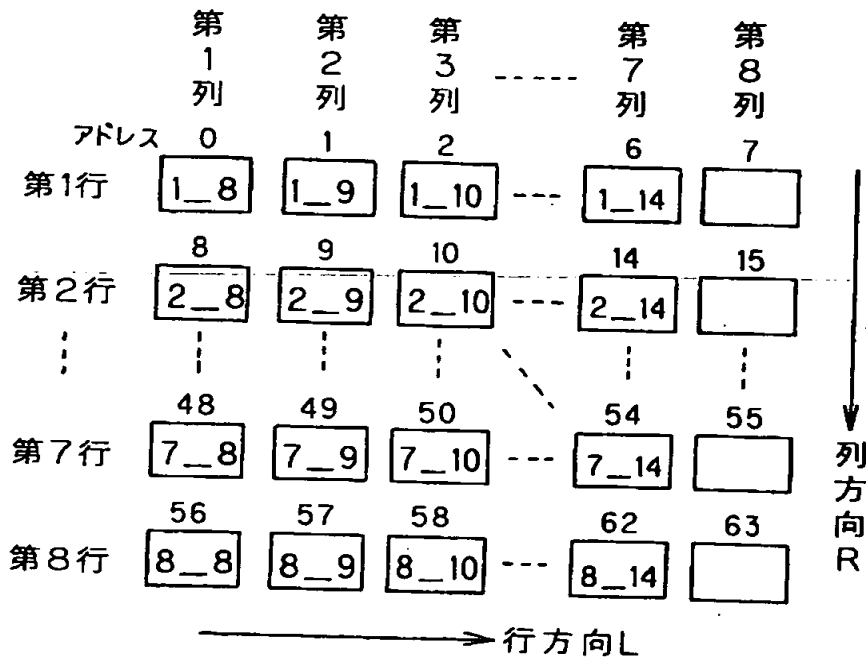 第1列 第2列 第3列 ----- 第7列 第8列
アドレス 0 1 2 6 7
第1行 1_8 1_9 1_10 --- 1_14
8 9 10 14 15
第2行 2_8 2_9 2_10 ---- 2_14
48 49 50 54 55
第7行 7_8 7_9 7_10 --- 7_14
56 57 58 62 63
第8行 8_8 8_9 8_10 --- 8_14
列方向R
行方向L